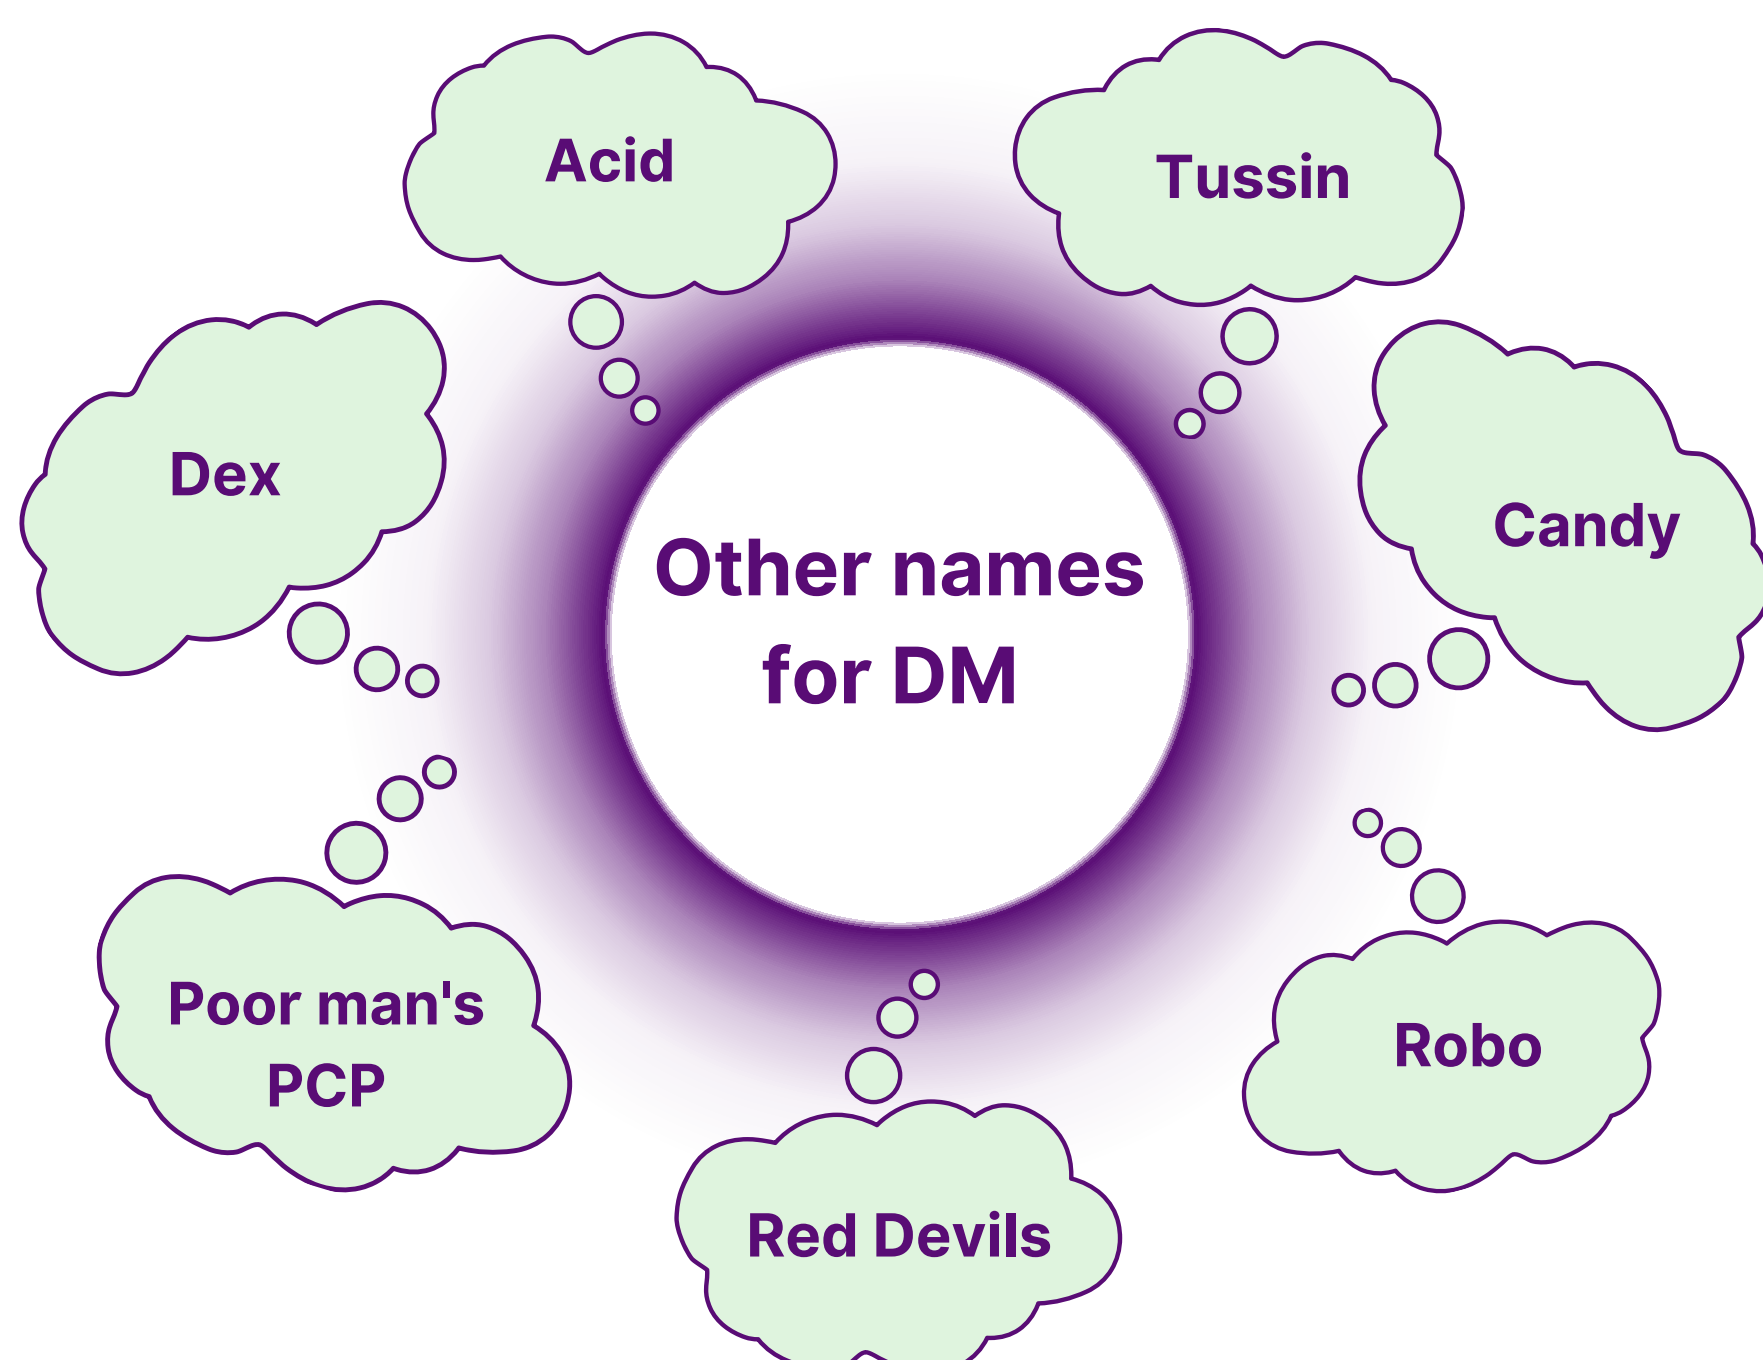 Other names
for DM
Acid
Tussin
Dex
Candy
Poor man's
PCP
Robo
Red Devils